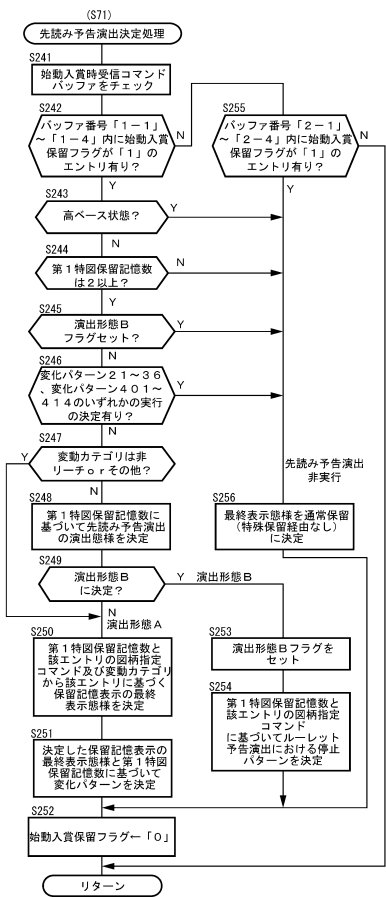 (S71)
先読み予告演出決定処理
S241
始動入賞時受信コマンド
バッファをチェック
S242
バッファ番号「1－1」
～「1－4」内に始動入賞
保留フラグが「1」の
エントリ有り?
N
Y
S255
バッファ番号「2－1」
～「2－4」内に始動入賞
保留フラグが「1」の
エントリ有り?
N
Y
S243
高ベース状態?
Y
N
S244
第1特図保留記憶数
は2以上?
N
Y
S245
演出形態B
フラグセット?
Y
N
S246
変化パターン21～36
、変化パターン401～
414のいずれかの実行
の決定有り?
Y
N
S247
変動カテゴリは非
リーチorその他?
Y
N
先読み予告演出
非実行
S248
第1特図保留記憶数に
基づいて先読み予告演出
の演出態様を決定
S256
最終表示態様を通常保留
(特殊保留経由なし)
に決定
S249
演出形態B
に決定?
Y 演出形態B
N
演出形態A
S250
第1特図保留記憶数と
該エントリの図柄指定
コマンド及び変動カテゴリ
から該エントリに基づく
保留記憶表示の最終
表示態様を決定
S253
演出形態Bフラグを
セット
S254
第1特図保留記憶数と
該エントリの図柄指定
コマンド
に基づいてルーレット
予告演出における停止
パターンを決定
S251
決定した保留記憶表示の
最終表示態様と第1特図
保留記憶数に基づいて
変化パターンを決定
S252
始動入賞保留フラグ←「0」
リターン